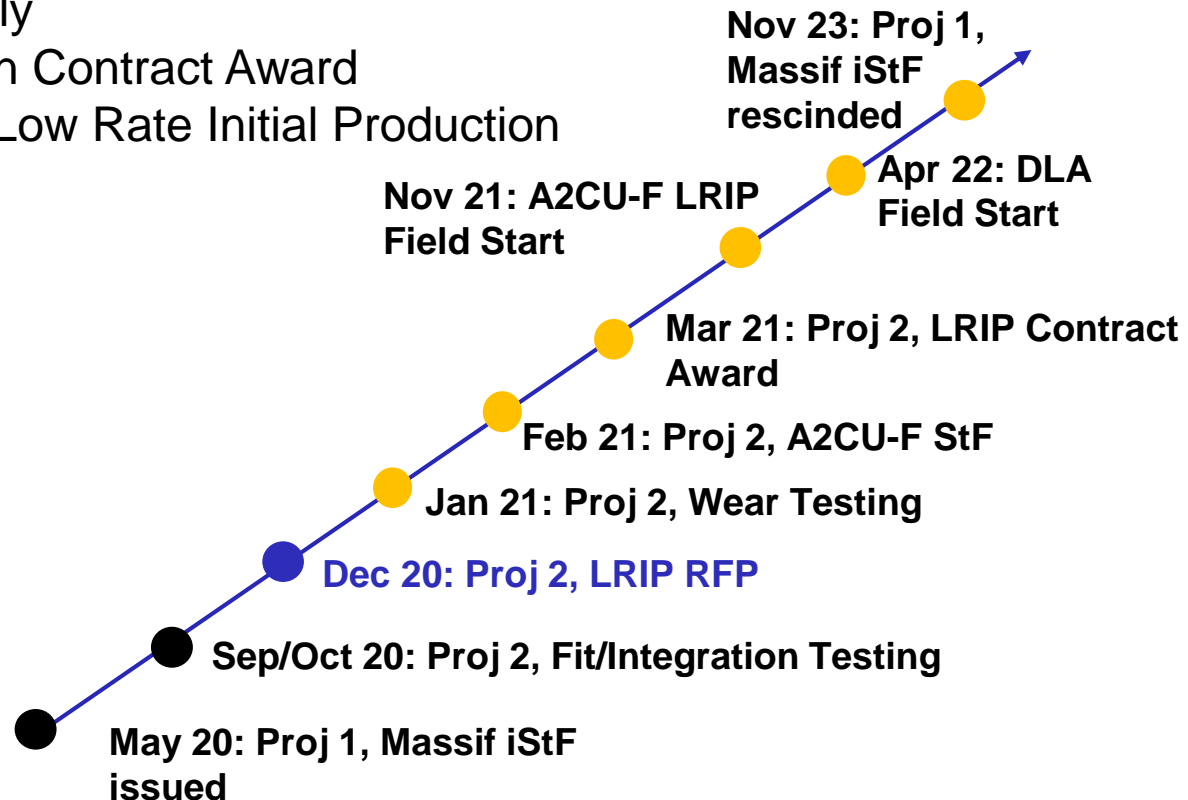 ly
n Contract Award
Low Rate Initial Production
Nov 23: Proj 1,
Massif iStF
rescinded
Apr 22: DLA
Field Start
Nov 21: A2CU-F LRIP
Field Start
Mar 21: Proj 2, LRIP Contract
Award
Feb 21: Proj 2, A2CU-F StF
Jan 21: Proj 2, Wear Testing
Dec 20: Proj 2, LRIP RFP
Sep/Oct 20: Proj 2, Fit/Integration Testing
May 20: Proj 1, Massif iStF
issued